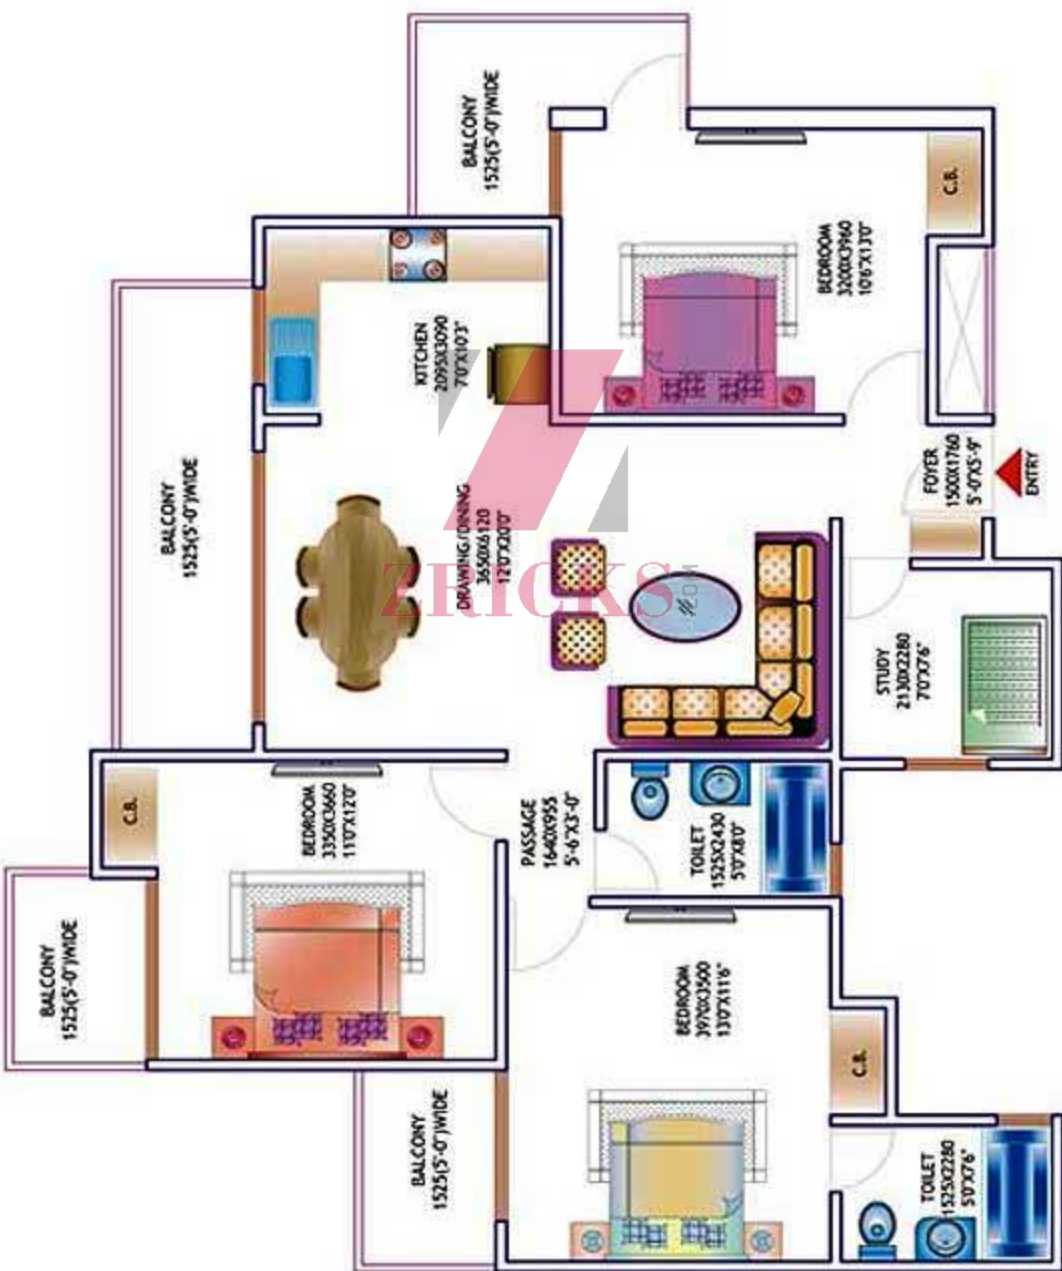 BALCONY
1525(5'-0")WIDE
C.B.
BEDROOM
3200X3960
10'6"X13'0"
KITCHEN
2095X3090
7'0"X10'3"
BALCONY
1525(5'-0")WIDE
FOYER
1500X1760
5'-0"X5'-9"
ENTRY
DRAWING/DINING
3650X6120
12'0"X20'0"
ZRICKS
.COM
STUDY
2130X2280
7'0"X7'6"
C.B.
BEDROOM
3350X3660
11'0"X12'0"
PASSAGE
1640X955
5'-6"X3'-0"
TOILET
1525X2430
5'0"X8'0"
BALCONY
1525(5'-0")WIDE
BEDROOM
3970X3500
13'0"X11'6"
C.B.
BALCONY
1525(5'-0")WIDE
TOILET
1525X2280
5'0"X7'6"